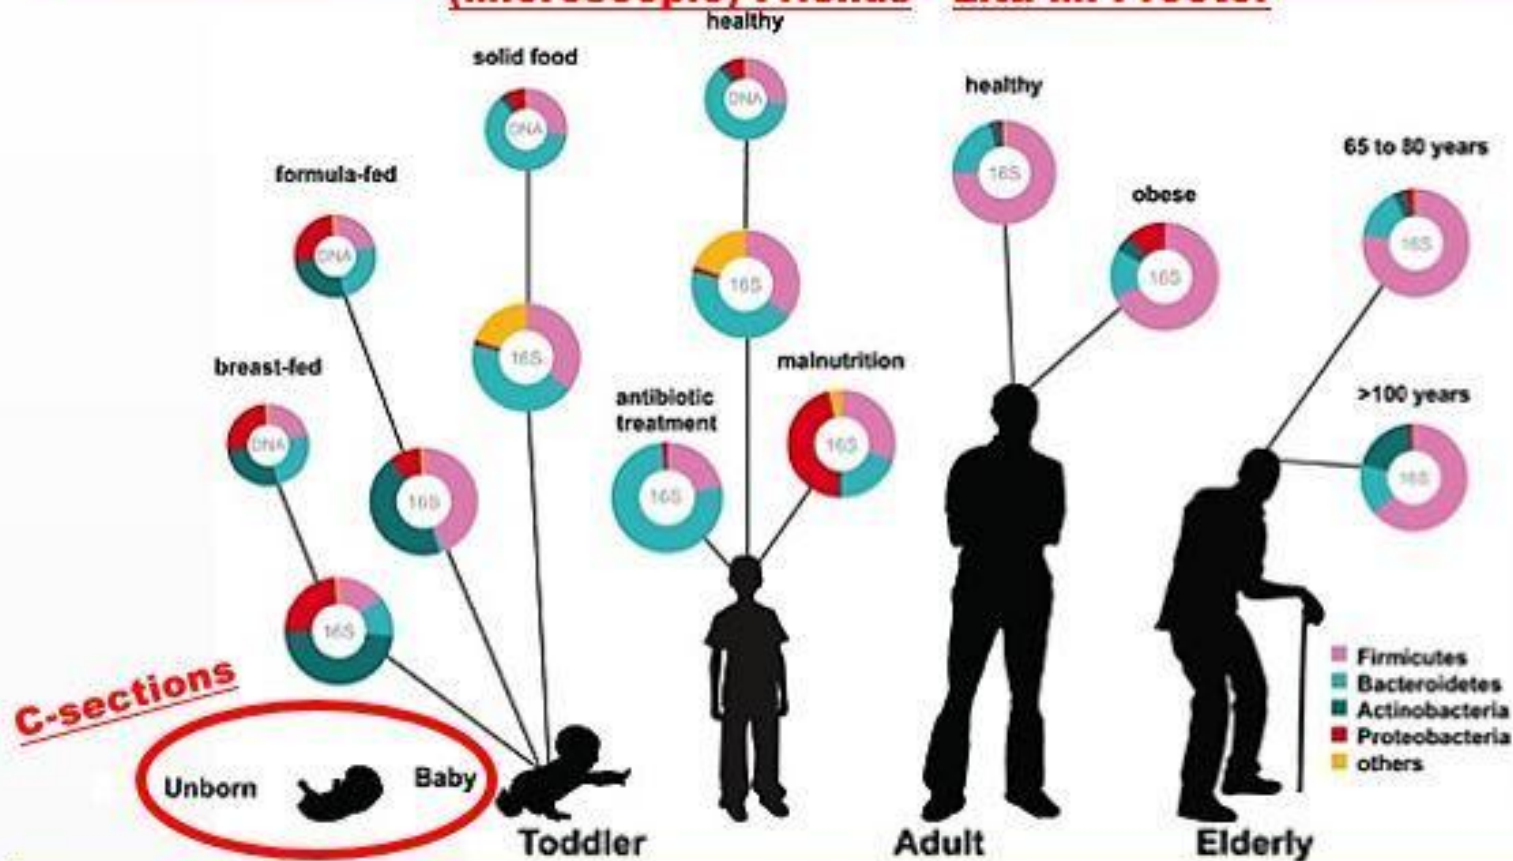 healthy
solid food
DNA
DNA
healthy
16S
65 to 80 years
formula-fed
DNA
obese
16S
16S
16S
16S
breast-fed
DNA
malnutrition
antibiotic
treatment
16S
16S
>100 years
16S
16S
16S
C-sections
Unborn
Baby
Firmicutes
Bacteroidetes
Actinobacteria
Proteobacteria
others
Toddler
Adult
Elderly